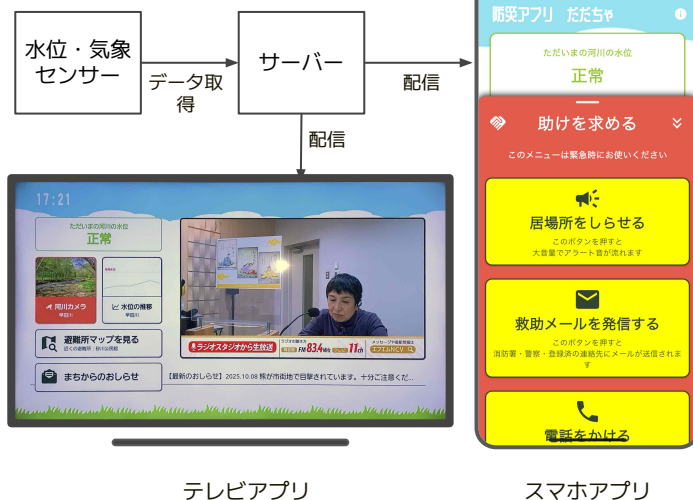 水位・気象
センサー
データ取
得
サーバー
配信
配信
防災アプリ だだちゃ
ただいまの河川の水位
正常
助けを求める
このメニューは緊急時にお使いください
居場所をしらせる
このボタンを押すと
大音量でアラート音が流れます
救助メールを発信する
このボタンを押すと
消防署・警察・登録済の連絡先にメールが送信されま
す
電話をかける
17:21
ただいまの河川の水位
正常
河川カメラ
水位の推移
避難所マップを見る
まちからのおしらせ
ラジオスタジオから生放送
FM 83.4MHz
11ch
エフエムNCV
【最新のおしらせ】2025.10.08 熊が市街地で目撃されています。十分ご注意くだ...
テレビアプリ
スマホアプリ